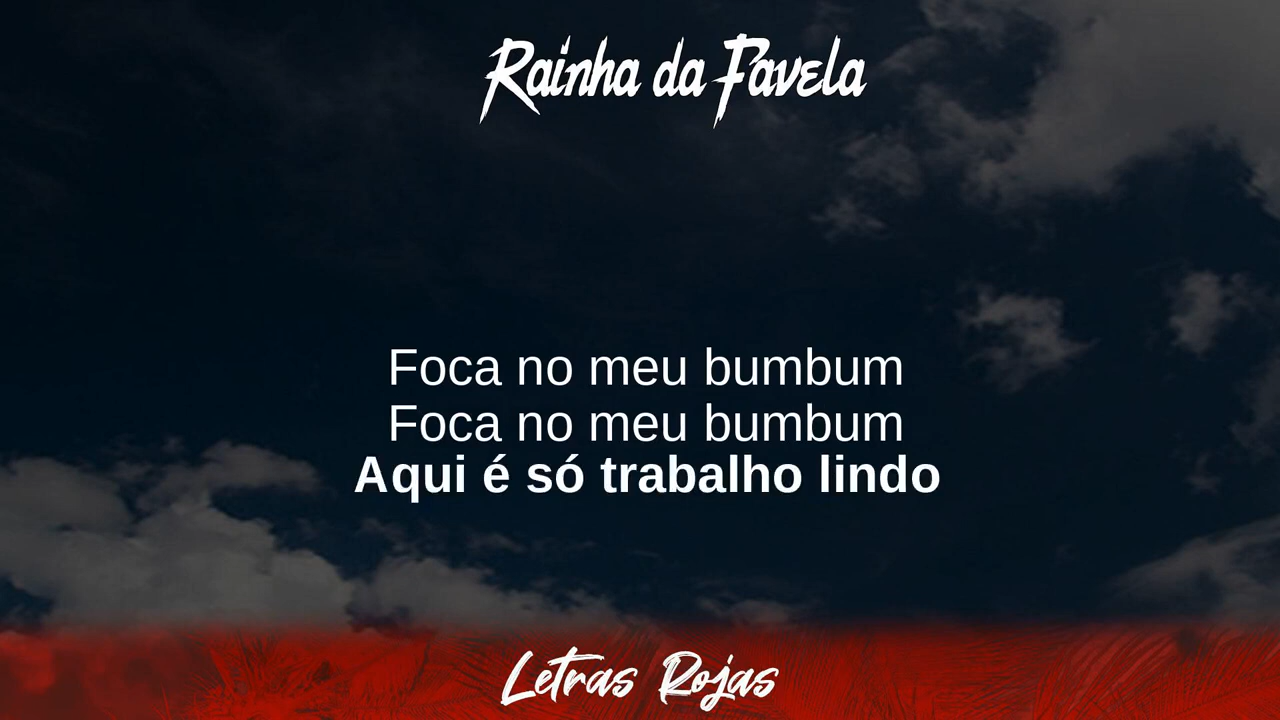 Rainha da Favela
Foca no meu bumbum
Foca no meu bumbum
Aqui é só trabalho lindo
Letras Rojas